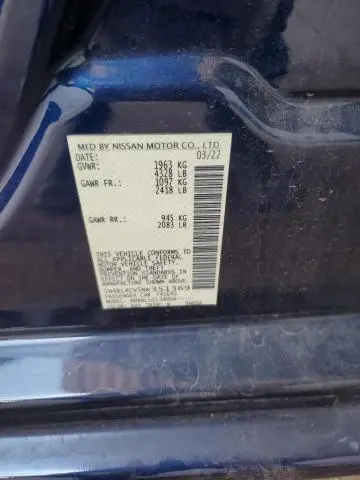 MFD BY NISSAN MOTOR CO., LTD
DATE: 03/22
GVWR: 1963 KG
4328 LB
GAWR FR.: 1097 KG
2418 LB
GAWR RR.: 945 KG
2083 LB
THIS VEHICLE CONFORMS TO
ALL APPLICABLE FEDERAL
MOTOR VEHICLE SAFETY,
BUMPER, AND THEFT
PREVENTION STANDARDS IN
EFFECT ON THE DATE OF
MANUFACTURE SHOWN ABOVE.
351369
PASSENGER CAR